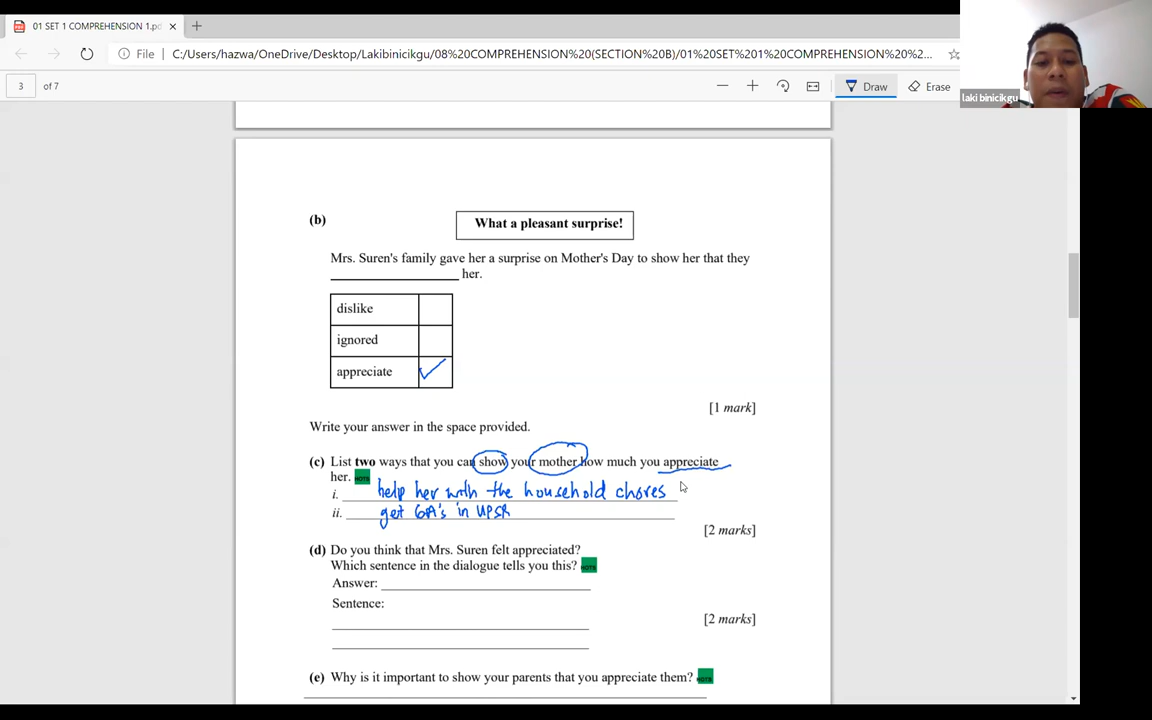 01 SET 1 COMPREHENSION 1.pd
File C:/Users/hazwa/OneDrive/Desktop/Lakibinicikgu/08%20COMPREHENSION%20(SECTION%20B)/01%20SET%201%20COMPREHENSION%20%2...
3 of 7 Draw Erase
laki binicikgu
(b) What a pleasant surprise!
Mrs. Suren's family gave her a surprise on Mother's Day to show her that they
her.
dislike
ignored
appreciate
[1 mark]
Write your answer in the space provided.
(c) List two ways that you can show your mother how much you appreciate
her. NOTE
i. help her with the household chores
ii. get 6A's in UPSR
[2 marks]
(d) Do you think that Mrs. Suren felt appreciated?
Which sentence in the dialogue tells you this? NOTE
Answer:
Sentence:
[2 marks]
(e) Why is it important to show your parents that you appreciate them? NOTE